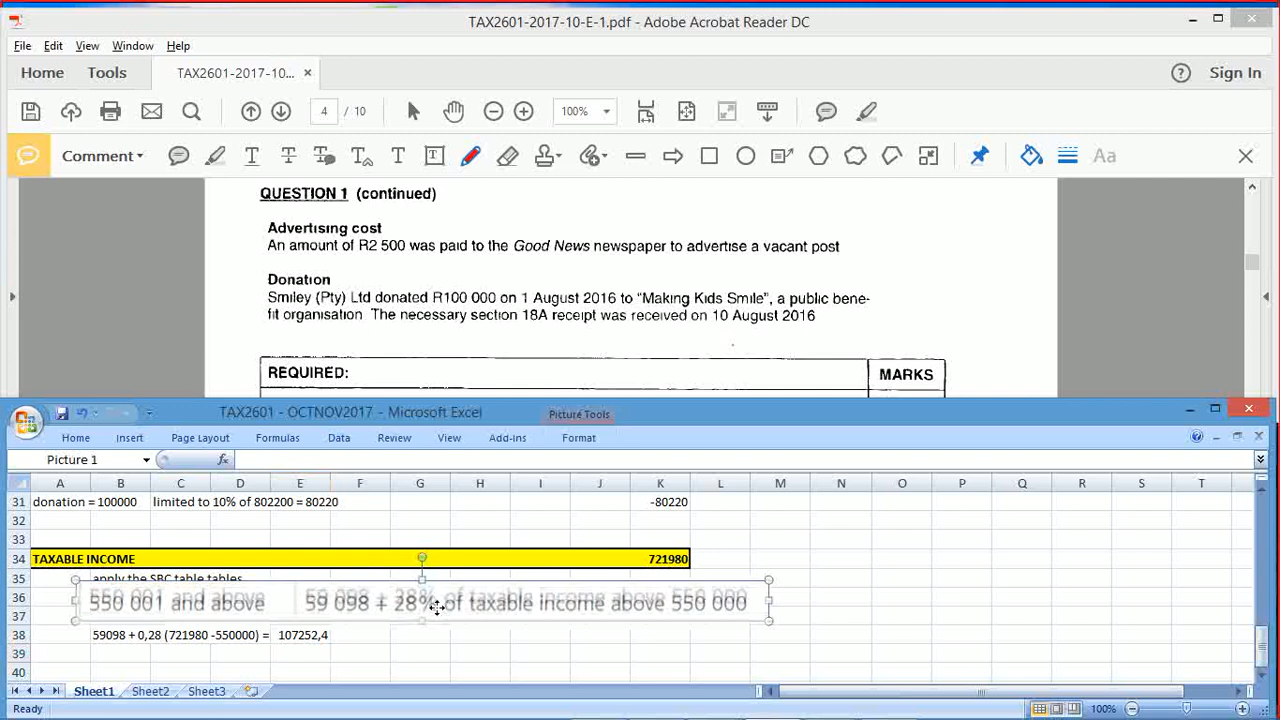 TAX2601-2017-10-E-1.pdf - Adobe Acrobat Reader DC
File Edit View Window Help
Home Tools TAX2601-2017-10... × Sign In
4 / 10 100%
Comment Aa
QUESTION 1 (continued)
Advertising cost
An amount of R2 500 was paid to the Good News newspaper to advertise a vacant post
Donation
Smiley (Pty) Ltd donated R100 000 on 1 August 2016 to “Making Kids Smile”, a public bene-
fit organisation The necessary section 18A receipt was received on 10 August 2016
REQUIRED: MARKS
TAX2601 - OCTNOV2017 - Microsoft Excel Picture Tools
Home Insert Page Layout Formulas Data Review View Add-Ins Format
Picture 1 fx
A B C D E F G H I J K L M N O P Q R S T
31 donation = 100000 limited to 10% of 802200 = 80220 -80220
32
33
34 TAXABLE INCOME 721980
35 apply the SBC table tables
36 550 001 and above 59 098 + 28% of taxable income above 550 000
37
38 59098 + 0,28 (721980 -550000) = 107252,4
39
40
Sheet1 Sheet2 Sheet3
Ready 100%